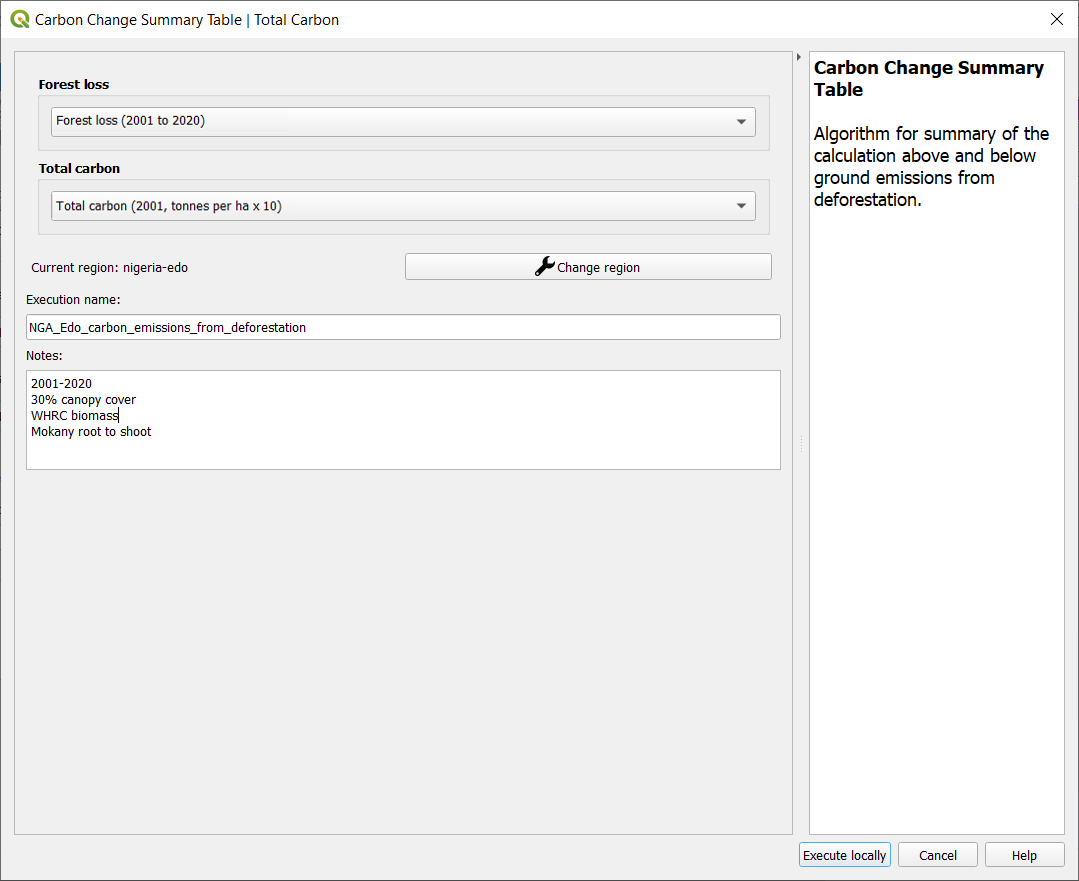 Carbon Change Summary Table | Total Carbon
Forest loss
Forest loss (2001 to 2020)
Total carbon
Total carbon (2001, tonnes per ha x 10)
Current region: nigeria-edo
Change region
Execution name:
NGA_Edo_carbon_emissions_from_deforestation
Notes:
2001-2020
30% canopy cover
WHRC biomass
Mokany root to shoot
Carbon Change Summary
Table
Algorithm for summary of the
calculation above and below
ground emissions from
deforestation.
Execute locally
Cancel
Help